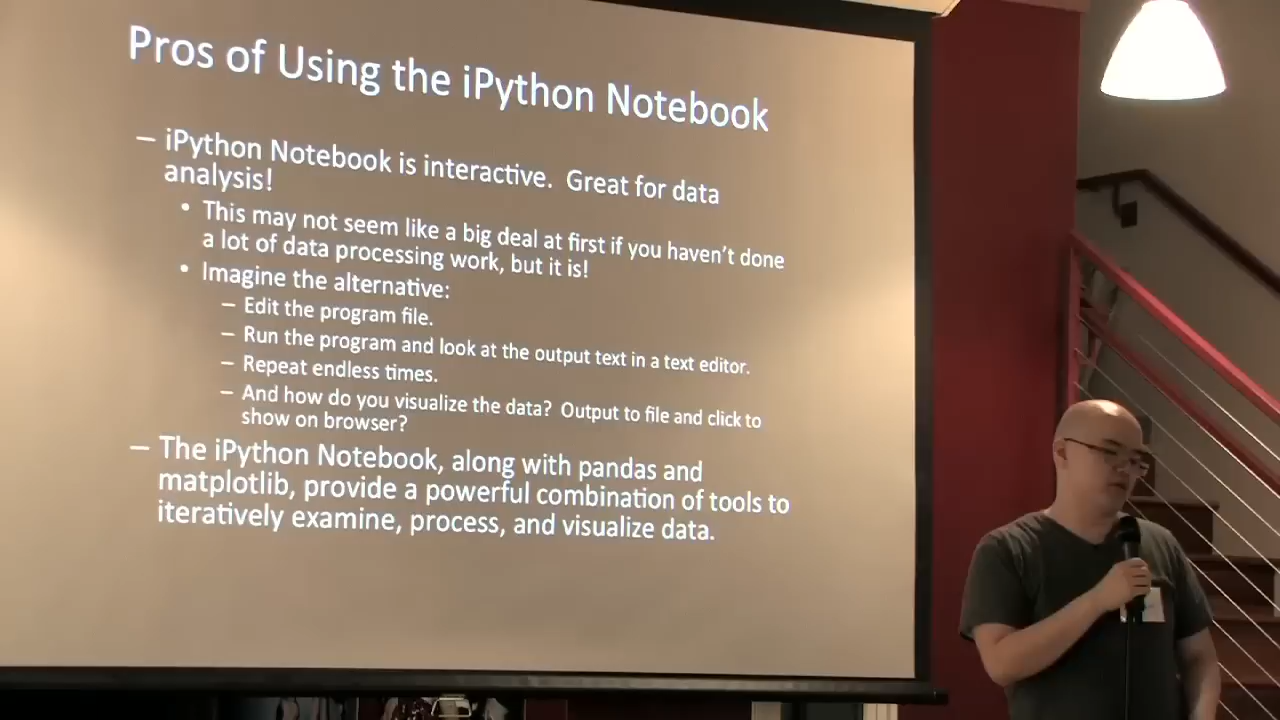 Pros of Using the iPython Notebook
– iPython Notebook is interactive.  Great for data
analysis!
• This may not seem like a big deal at first if you haven't done
a lot of data processing work, but it is!
• Imagine the alternative:
– Edit the program file.
– Run the program and look at the output text in a text editor.
– Repeat endless times.
– And how do you visualize the data?  Output to file and click to
show on browser?
– The iPython Notebook, along with pandas and
matplotlib, provide a powerful combination of tools to
iteratively examine, process, and visualize data.